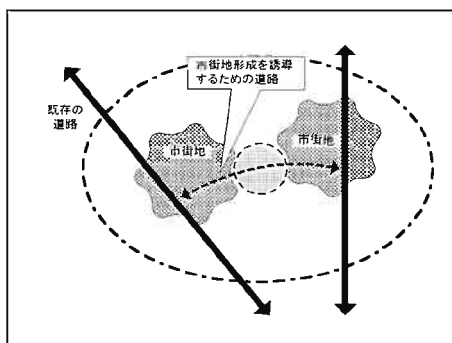 市街地形成を誘導
するための道路
既存の
道路
市街地
市街地